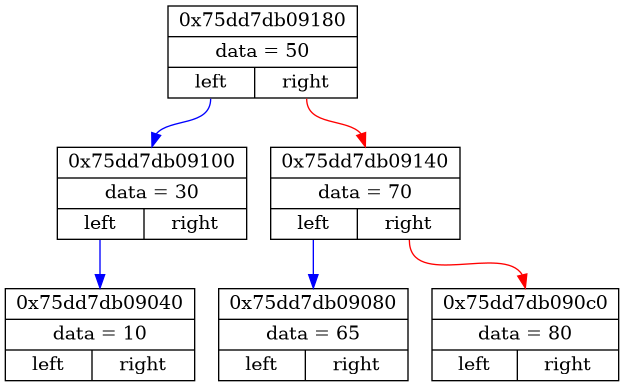 0x75dd7db09180
data = 50
left right
0x75dd7db09100
data = 30
left right
0x75dd7db09140
data = 70
left right
0x75dd7db09040
data = 10
left right
0x75dd7db09080
data = 65
left right
0x75dd7db090c0
data = 80
left right